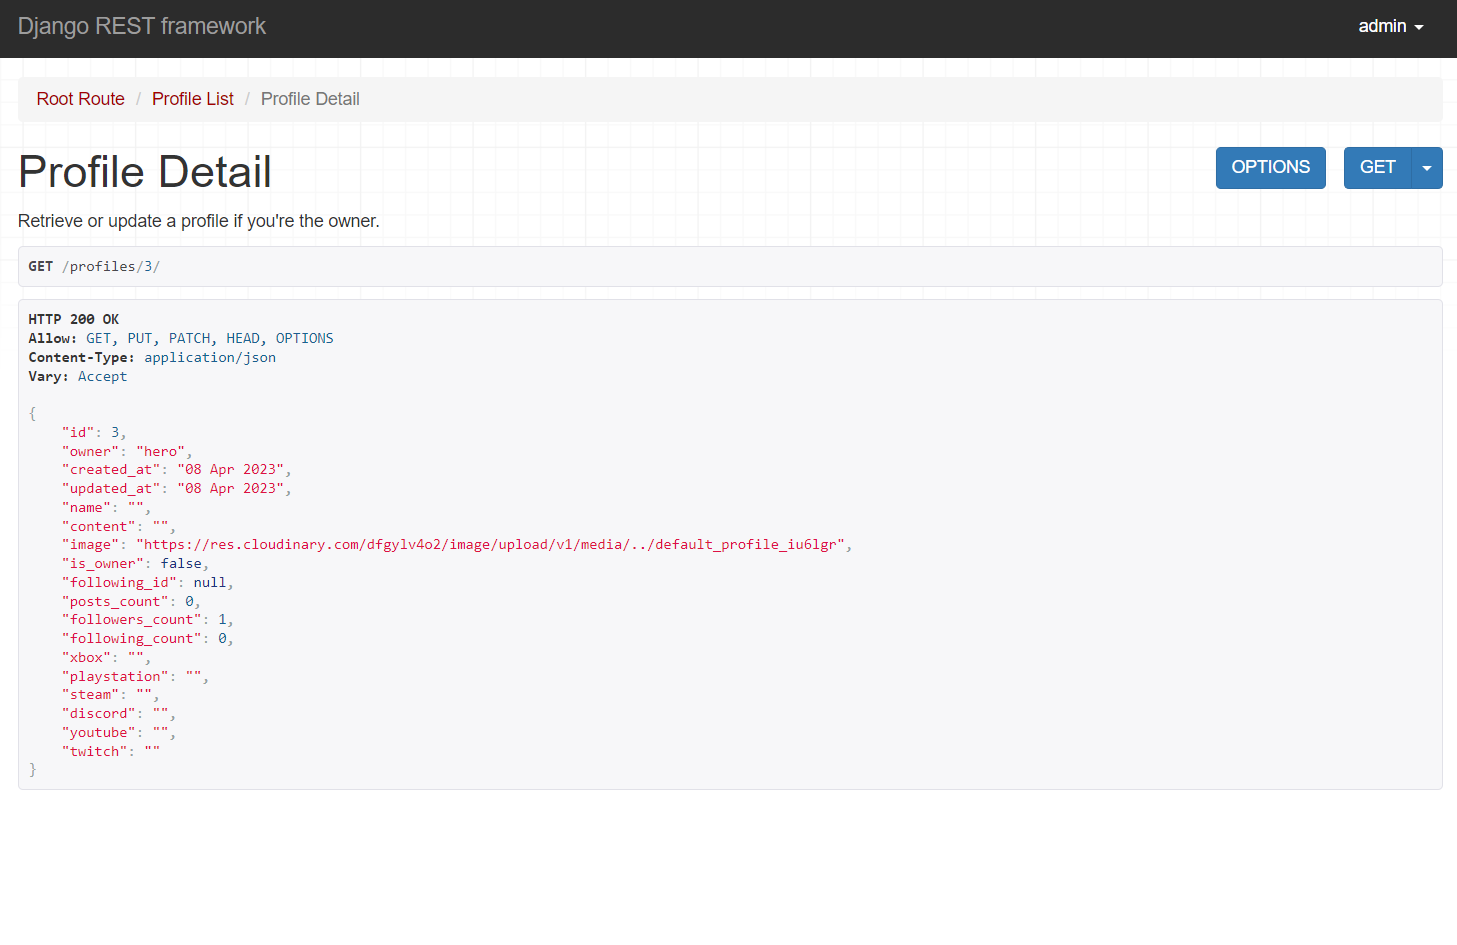 Django REST framework
admin
Root Route / Profile List / Profile Detail
Profile Detail
OPTIONS
GET
Retrieve or update a profile if you're the owner.
GET /profiles/3/
HTTP 200 OK
Allow: GET, PUT, PATCH, HEAD, OPTIONS
Content-Type: application/json
Vary: Accept
{
    "id": 3,
    "owner": "hero",
    "created_at": "08 Apr 2023",
    "updated_at": "08 Apr 2023",
    "name": "",
    "content": "",
    "image": "https://res.cloudinary.com/dfgylv4o2/image/upload/v1/media/../default_profile_iu6lgr",
    "is_owner": false,
    "following_id": null,
    "posts_count": 0,
    "followers_count": 1,
    "following_count": 0,
    "xbox": "",
    "playstation": "",
    "steam": "",
    "discord": "",
    "youtube": "",
    "twitch": ""
}